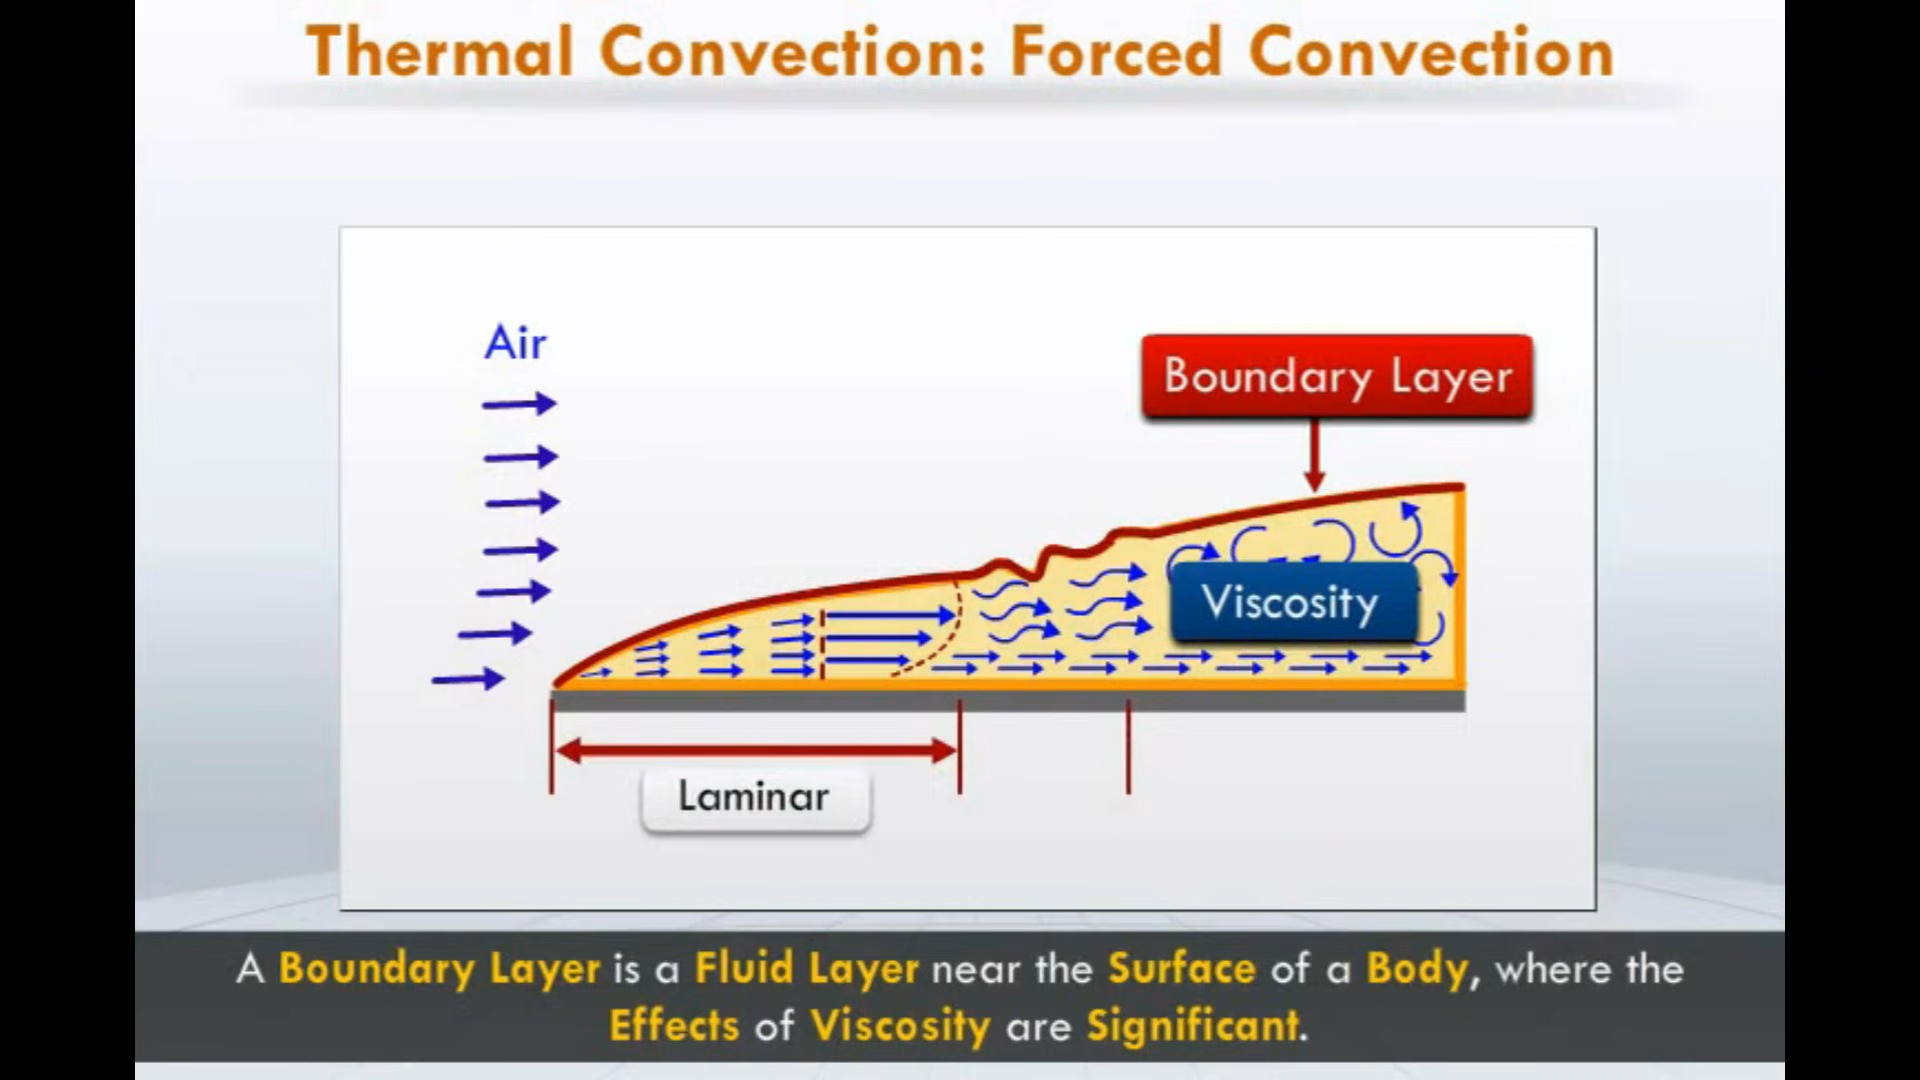 Thermal Convection: Forced Convection
Air
Boundary Layer
Viscosity
Laminar
A Boundary Layer is a Fluid Layer near the Surface of a Body, where the
Effects of Viscosity are Significant.